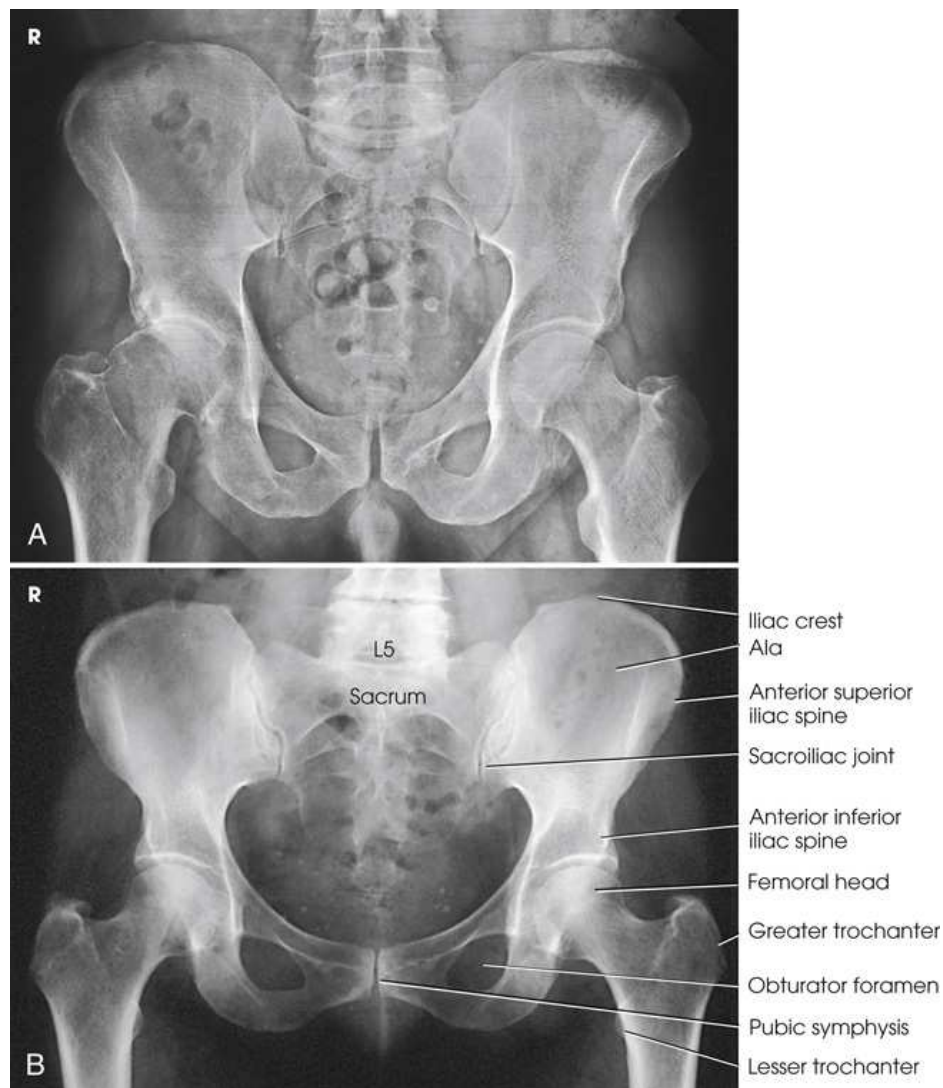 R
A
R
L5
Sacrum
Iliac crest
Ala
Anterior superior
iliac spine
Sacroiliac joint
Anterior inferior
iliac spine
Femoral head
Greater trochanter
Obturator foramen
Pubic symphysis
Lesser trochanter
B